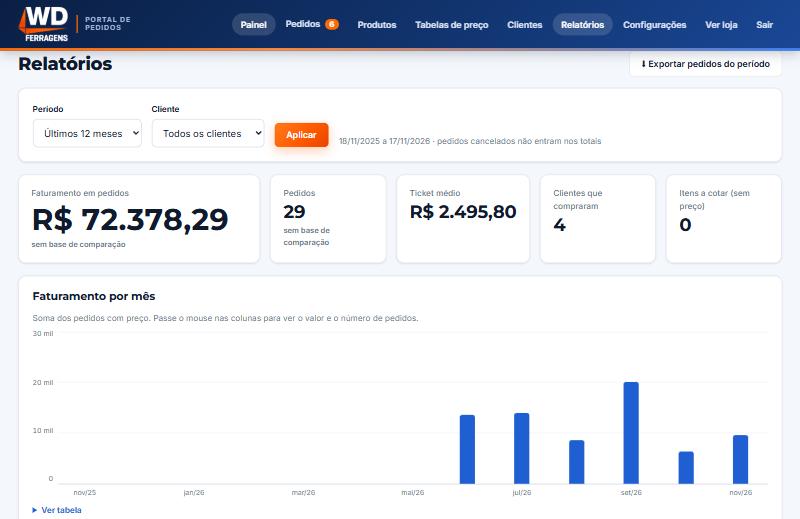 WD
FERRAGENS
PORTAL DE
PEDIDOS
Painel
Pedidos 6
Produtos
Tabelas de preço
Clientes
Relatórios
Configurações
Ver loja
Sair
Relatórios
⬇ Exportar pedidos do período
Período
Cliente
Últimos 12 meses
Todos os clientes
Aplicar
18/11/2025 a 17/11/2026 · pedidos cancelados não entram nos totais
Faturamento em pedidos
R$ 72.378,29
sem base de comparação
Pedidos
29
sem base de
comparação
Ticket médio
R$ 2.495,80
Clientes que
compraram
4
Itens a cotar (sem
preço)
0
Faturamento por mês
Soma dos pedidos com preço. Passe o mouse nas colunas para ver o valor e o número de pedidos.
30 mil
20 mil
10 mil
0
nov/25
jan/26
mar/26
mai/26
jul/26
set/26
nov/26
▶ Ver tabela